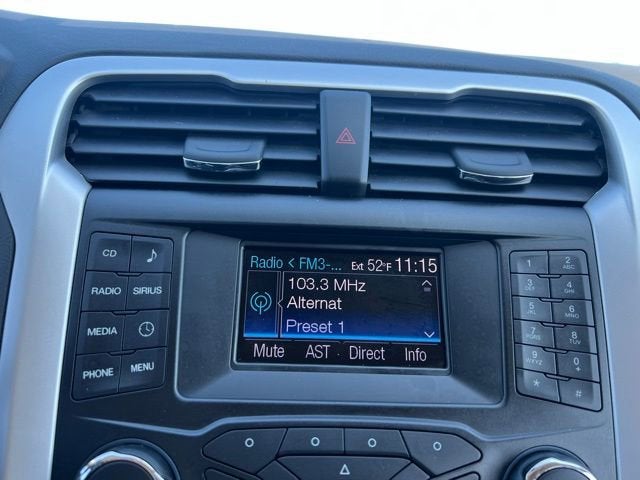 Radio < FM3-... Ext 52°F 11:15
103.3 MHz
Alternat
Preset 1
Mute AST Direct Info
CD
RADIO SIRIUS
MEDIA
PHONE MENU
1 2 ABC
3 DEF 4 GHI
5 JKL 6 MNO
7 PQRS 8 TUV
9 WXYZ 0 +
* #